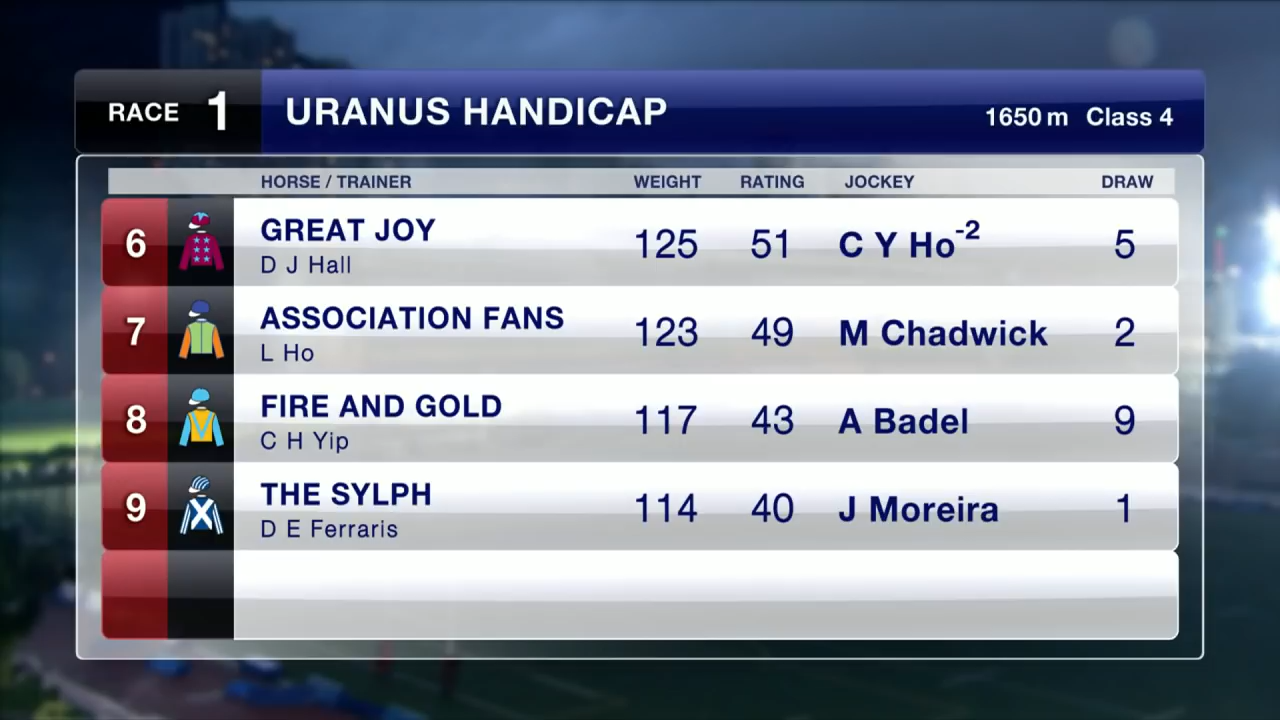 RACE 1 URANUS HANDICAP 1650 m Class 4
HORSE / TRAINER WEIGHT RATING JOCKEY DRAW
6 GREAT JOY 125 51 C Y Ho-2 5
D J Hall
7 ASSOCIATION FANS 123 49 M Chadwick 2
L Ho
8 FIRE AND GOLD 117 43 A Badel 9
C H Yip
9 THE SYLPH 114 40 J Moreira 1
D E Ferraris